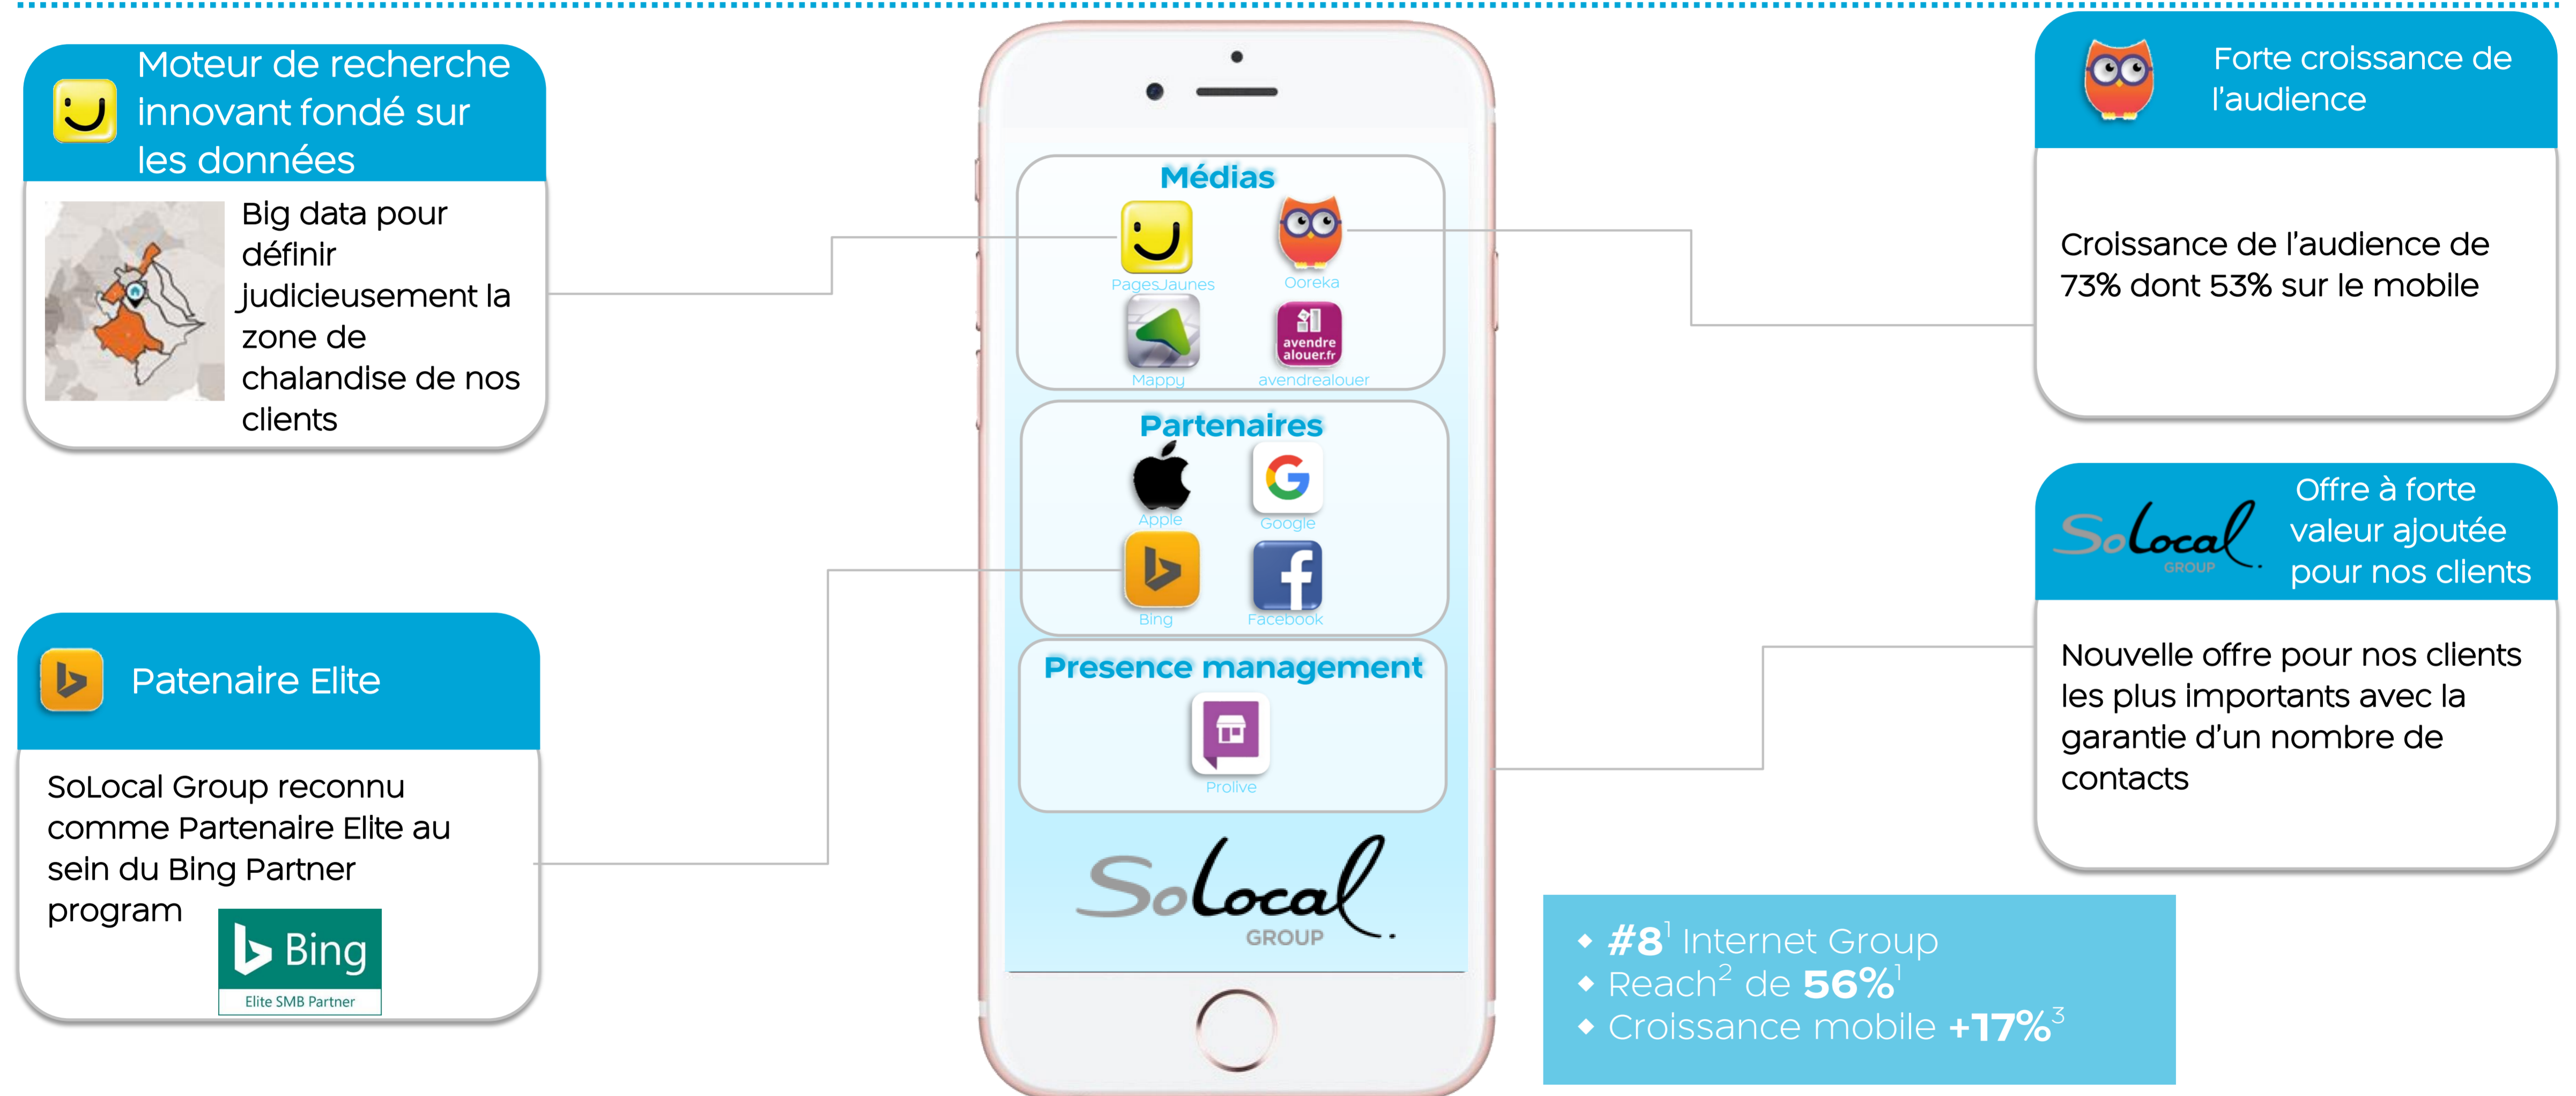 Moteur de recherche
innovant fondé sur
les données
Big data pour
définir
judicieusement la
zone de
chalandise de nos
clients
Patenaire Elite
SoLocal Group reconnu
comme Partenaire Elite au
sein du Bing Partner
program
Bing
Elite SMB Partner
Médias
PagesJaunes
Ooreka
avendre
alouer.fr
Mappy
avendrealouer
Partenaires
Apple
Google
Bing
Facebook
Presence management
Prolive
SoLocal
GROUP
Forte croissance de
l'audience
Croissance de l'audience de
73% dont 53% sur le mobile
SoLocal
GROUP
Offre à forte
valeur ajoutée
pour nos clients
Nouvelle offre pour nos clients
les plus importants avec la
garantie d'un nombre de
contacts
◆ #8¹ Internet Group
◆ Reach² de 56%¹
◆ Croissance mobile +17%³